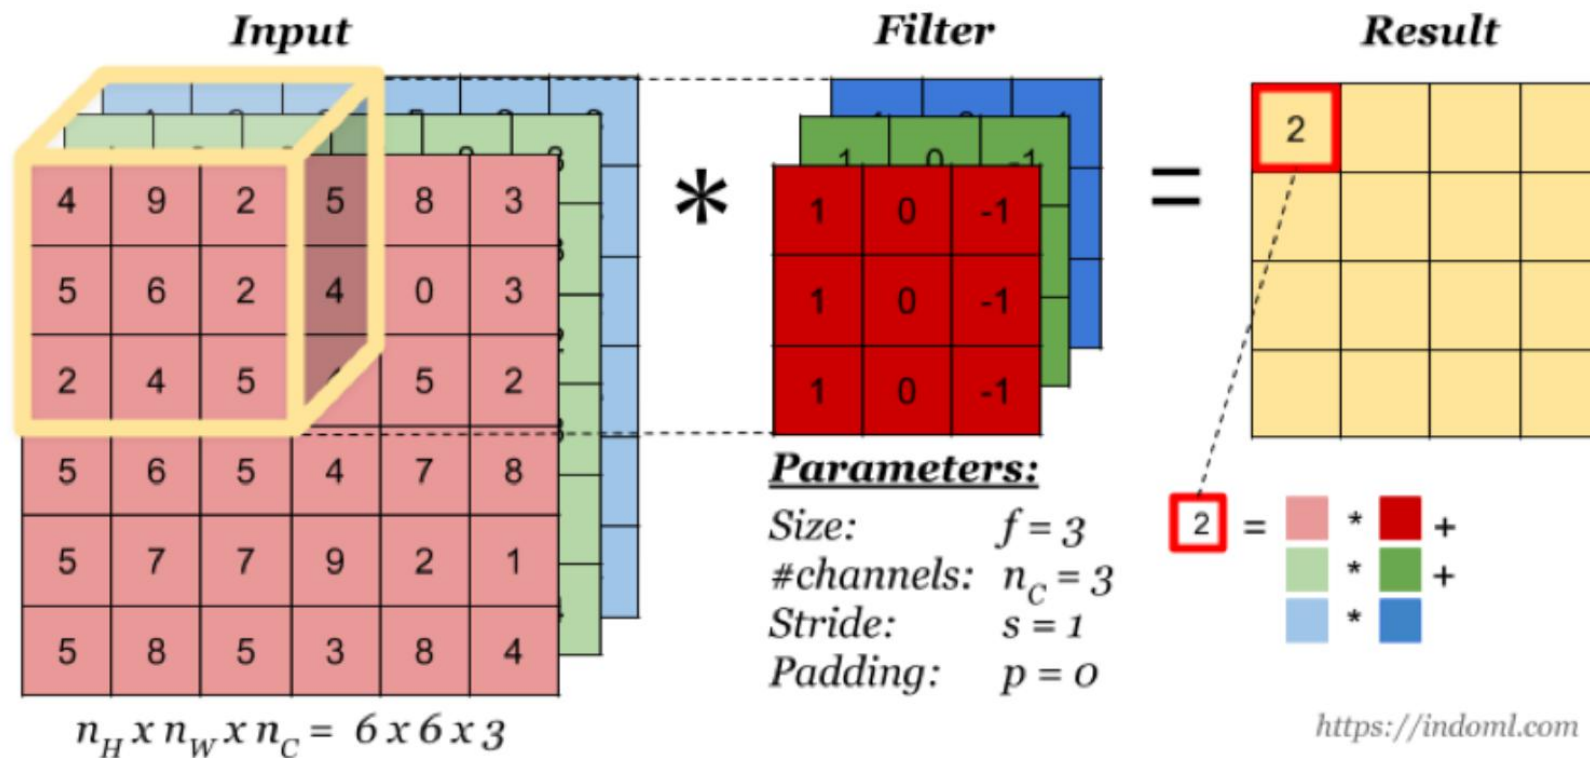 Input
Filter
Result
4 9 2 5 8 3
5 6 2 4 0 3
2 4 5 5 2
5 6 5 4 7 8
5 7 7 9 2 1
5 8 5 3 8 4
n_H x n_W x n_C = 6 x 6 x 3
*
1 0 -1
1 0 -1
1 0 -1
1 0 -1
Parameters:
Size: f = 3
#channels: n_C = 3
Stride: s = 1
Padding: p = 0
=
2
2 = * +
* +
*
https://indoml.com